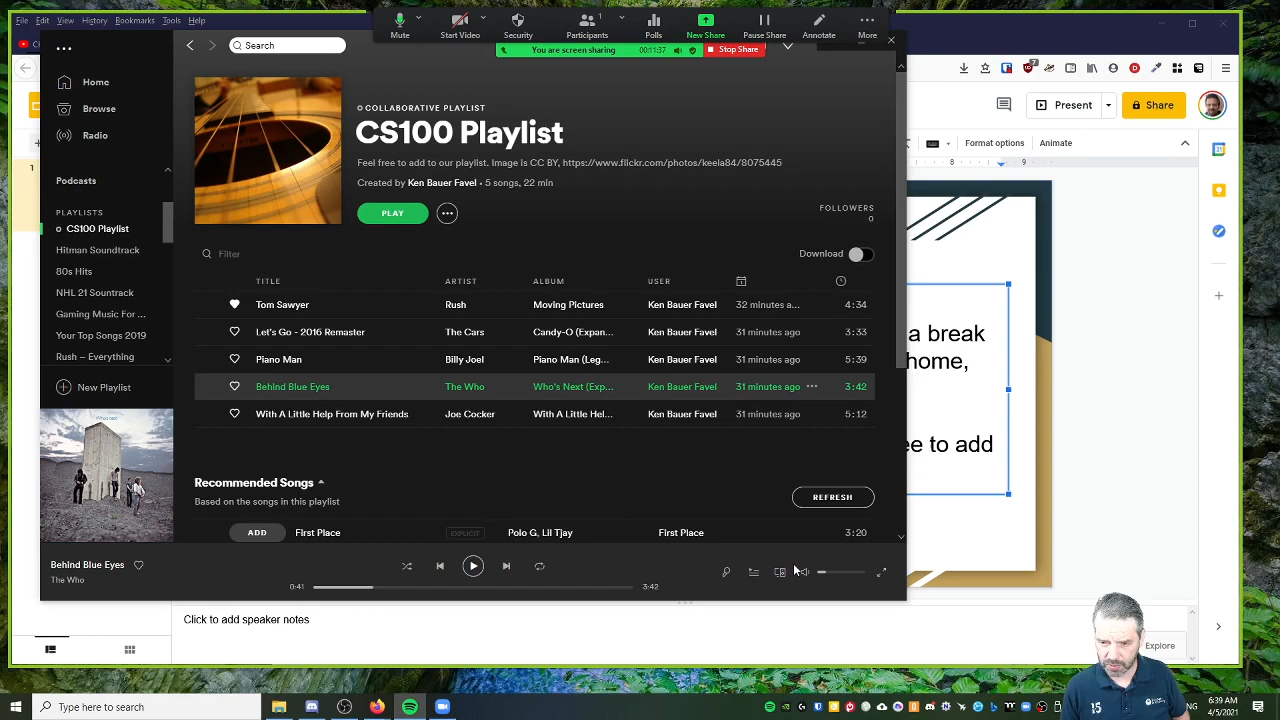 File Edit View History Bookmarks Tools Help
Mute
Start Video
Security
1
Participants
Polls
Share
Pause Share
Annotate
More
You are screen sharing
00:11:37
Stop Share
Search
Home
Browse
Radio
Podcasts
PLAYLISTS
CS100 Playlist
Hitman Soundtrack
80s Hits
NHL 21 Sountrack
Gaming Music For ...
Your Top Songs 2019
Rush – Everything
New Playlist
COLLABORATIVE PLAYLIST
CS100 Playlist
Feel free to add to our playlist. Image is CC BY, https://www.flickr.com/photos/keela84/8075445
Created by Ken Bauer Favel • 5 songs, 22 min
PLAY
FOLLOWERS
0
Filter
Download
TITLE ARTIST ALBUM USER
Tom Sawyer Rush Moving Pictures Ken Bauer Favel 32 minutes a... 4:34
Let's Go - 2016 Remaster The Cars Candy-O (Expan... Ken Bauer Favel 31 minutes ago 3:33
Piano Man Billy Joel Piano Man (Leg... Ken Bauer Favel 31 minutes ago 5:39
Behind Blue Eyes The Who Who's Next (Exp... Ken Bauer Favel 31 minutes ago ••• 3:42
With A Little Help From My Friends Joe Cocker With A Little Hel... Ken Bauer Favel 31 minutes ago 5:12
Recommended Songs
Based on the songs in this playlist
REFRESH
ADD First Place EXPLICIT Polo G, Lil Tjay First Place 3:20
Behind Blue Eyes
The Who
0:41
3:42
7
Present
Share
Format options Animate
8 9
31
1
a break
home,
ee to add
Click to add speaker notes
Explore
15
Type here to search
6:39 AM
4/5/2021